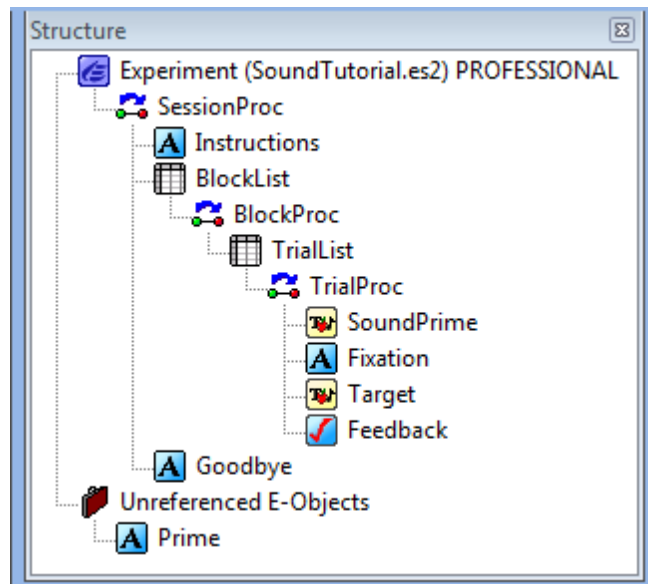 Structure
Experiment (SoundTutorial.es2) PROFESSIONAL
SessionProc
A Instructions
BlockList
BlockProc
TrialList
TrialProc
SoundPrime
A Fixation
Target
Feedback
A Goodbye
Unreferenced E-Objects
A Prime